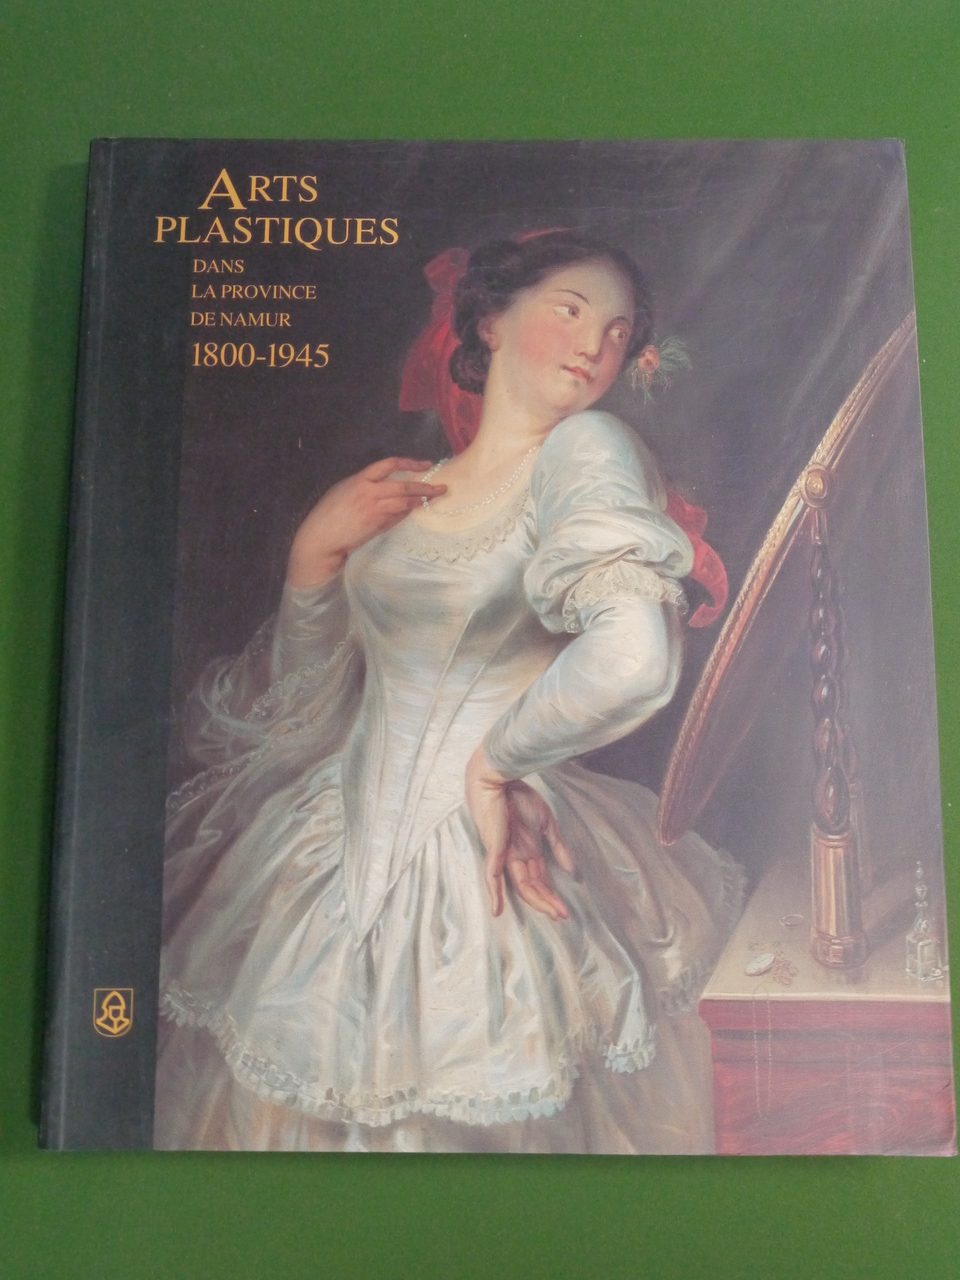 ARTS
PLASTIQUES
DANS
LA PROVINCE
DE NAMUR
1800-1945